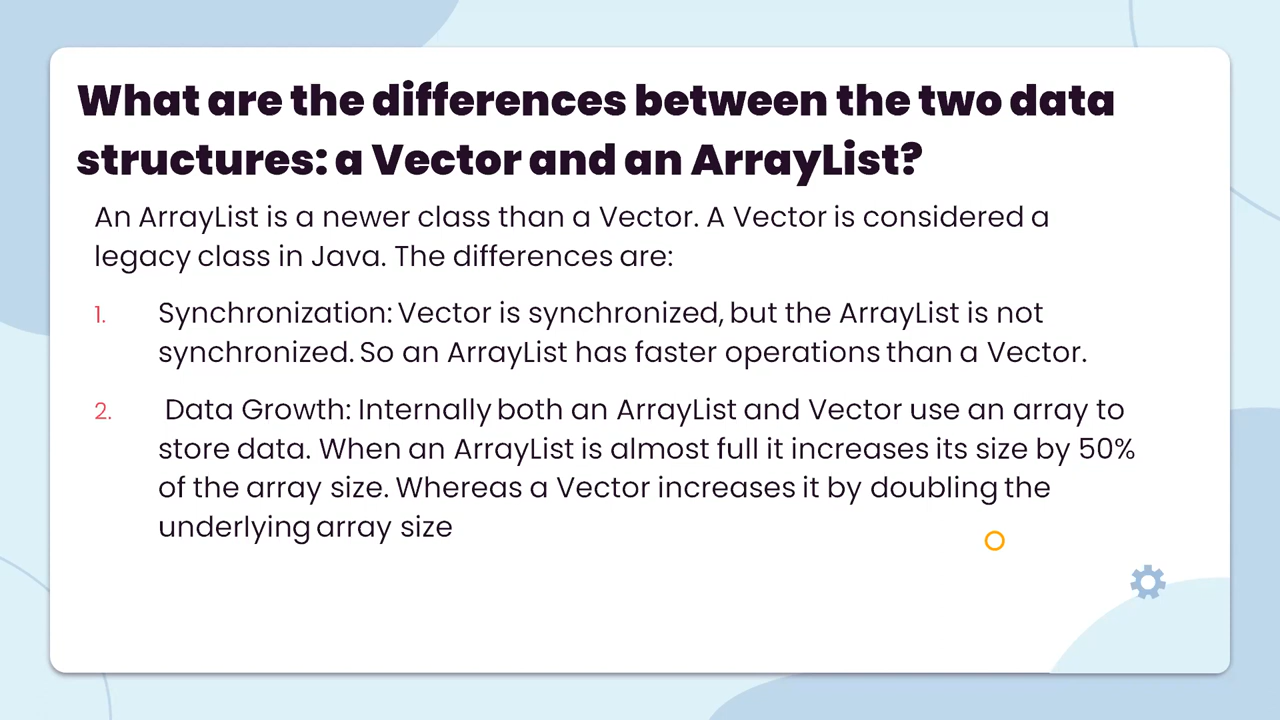 What are the differences between the two data
structures: a Vector and an ArrayList?
An ArrayList is a newer class than a Vector. A Vector is considered a
legacy class in Java. The differences are:
1. Synchronization: Vector is synchronized, but the ArrayList is not
synchronized. So an ArrayList has faster operations than a Vector.
2. Data Growth: Internally both an ArrayList and Vector use an array to
store data. When an ArrayList is almost full it increases its size by 50%
of the array size. Whereas a Vector increases it by doubling the
underlying array size